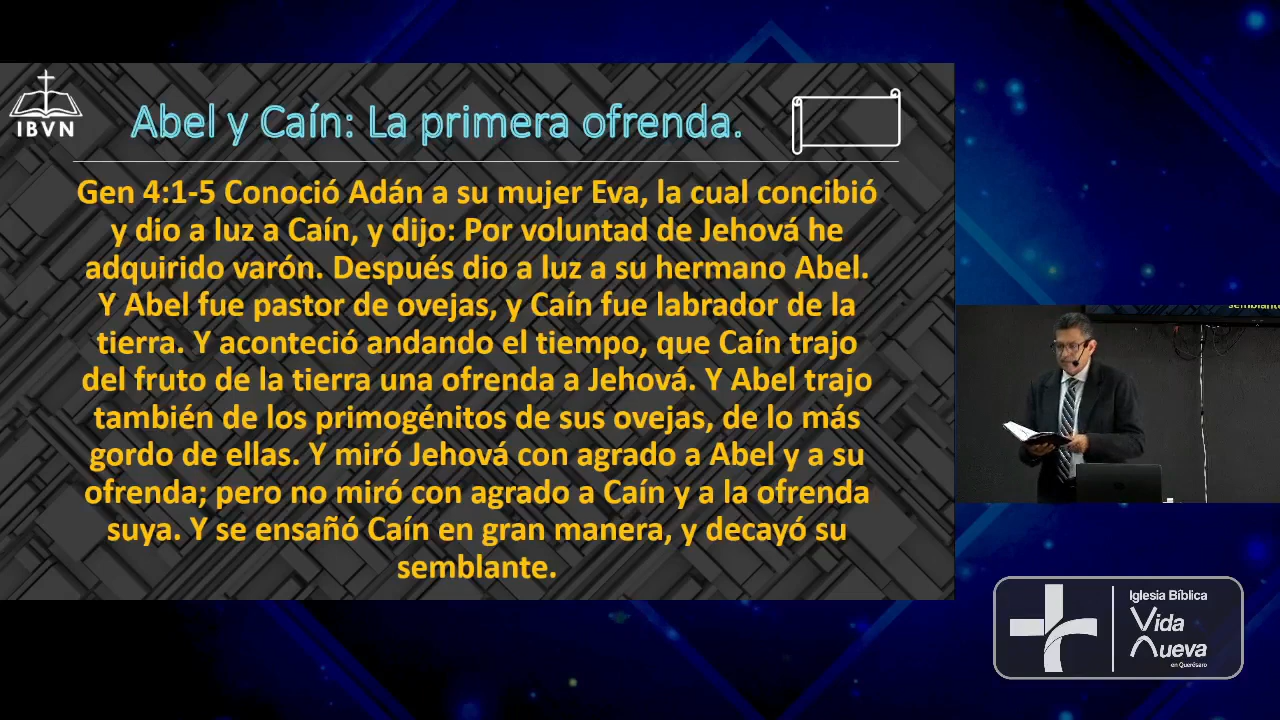 IBVN
Abel y Caín: La primera ofrenda.
Gen 4:1-5 Conoció Adán a su mujer Eva, la cual concibió
y dio a luz a Caín, y dijo: Por voluntad de Jehová he
adquirido varón. Después dio a luz a su hermano Abel.
Y Abel fue pastor de ovejas, y Caín fue labrador de la
tierra. Y aconteció andando el tiempo, que Caín trajo
del fruto de la tierra una ofrenda a Jehová. Y Abel trajo
también de los primogénitos de sus ovejas, de lo más
gordo de ellas. Y miró Jehová con agrado a Abel y a su
ofrenda; pero no miró con agrado a Caín y a la ofrenda
suya. Y se ensañó Caín en gran manera, y decayó su
semblante.
semblante
Iglesia Bíblica
Vida
Nueva
en Querétaro